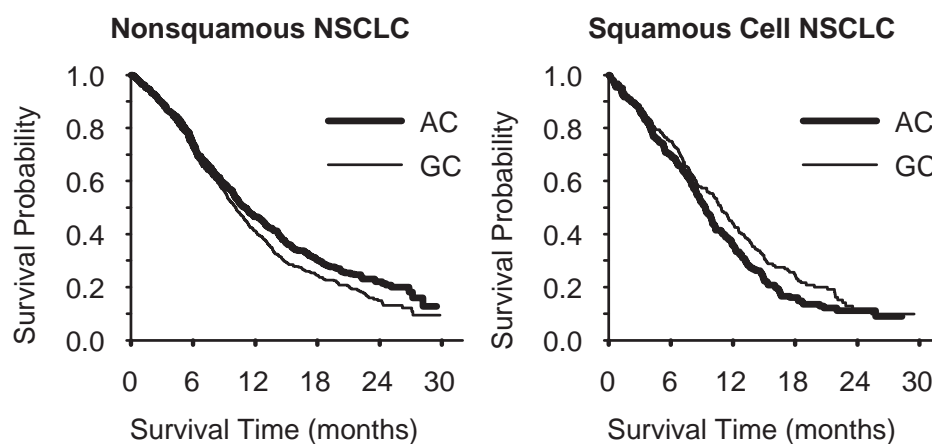 Nonsquamous NSCLC
Survival Probability
1.0
0.8
0.6
0.4
0.2
0.0
AC
GC
0 6 12 18 24 30
Survival Time (months)
Squamous Cell NSCLC
Survival Probability
1.0
0.8
0.6
0.4
0.2
0.0
AC
GC
0 6 12 18 24 30
Survival Time (months)